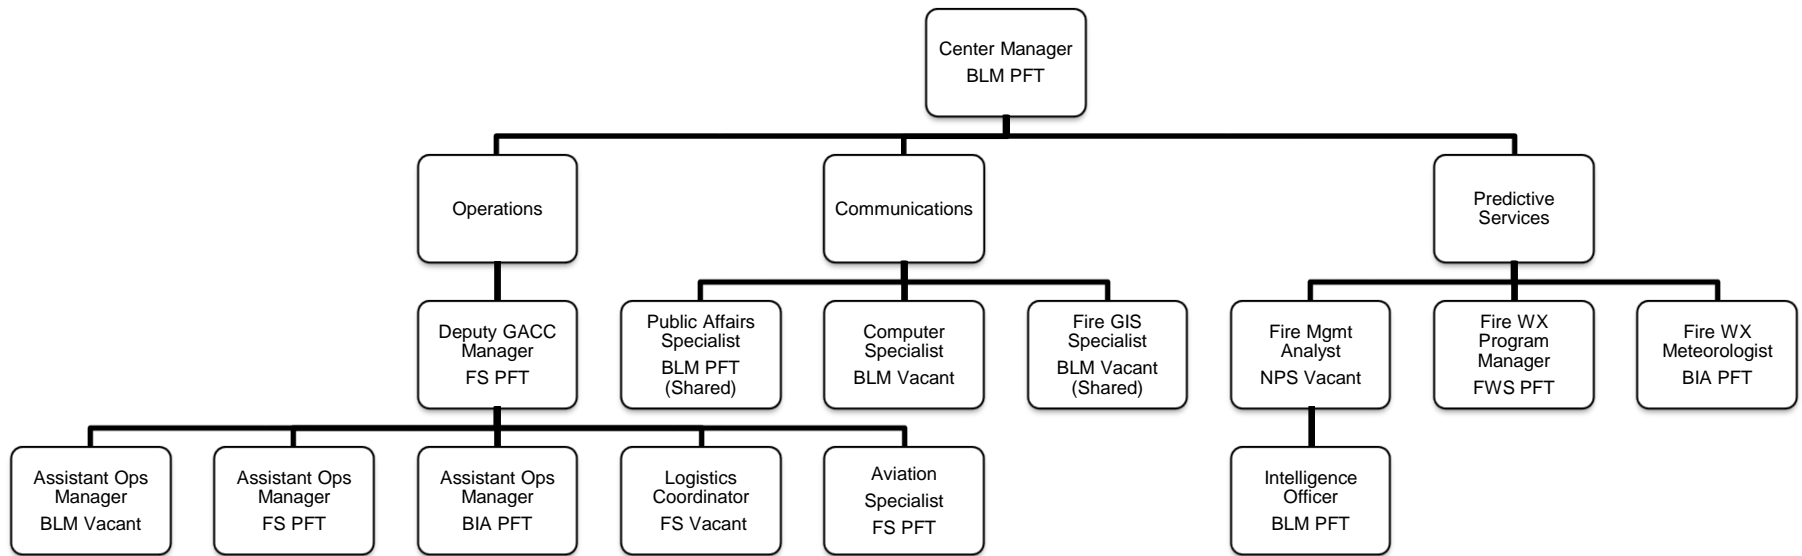 Center Manager
BLM PFT
Operations
Communications
Predictive
Services
Deputy GACC
Manager
FS PFT
Public Affairs
Specialist
BLM PFT
(Shared)
Computer
Specialist
BLM Vacant
Fire GIS
Specialist
BLM Vacant
(Shared)
Fire Mgmt
Analyst
NPS Vacant
Fire WX
Program
Manager
FWS PFT
Fire WX
Meteorologist
BIA PFT
Assistant Ops
Manager
BLM Vacant
Assistant Ops
Manager
FS PFT
Assistant Ops
Manager
BIA PFT
Logistics
Coordinator
FS Vacant
Aviation
Specialist
FS PFT
Intelligence
Officer
BLM PFT